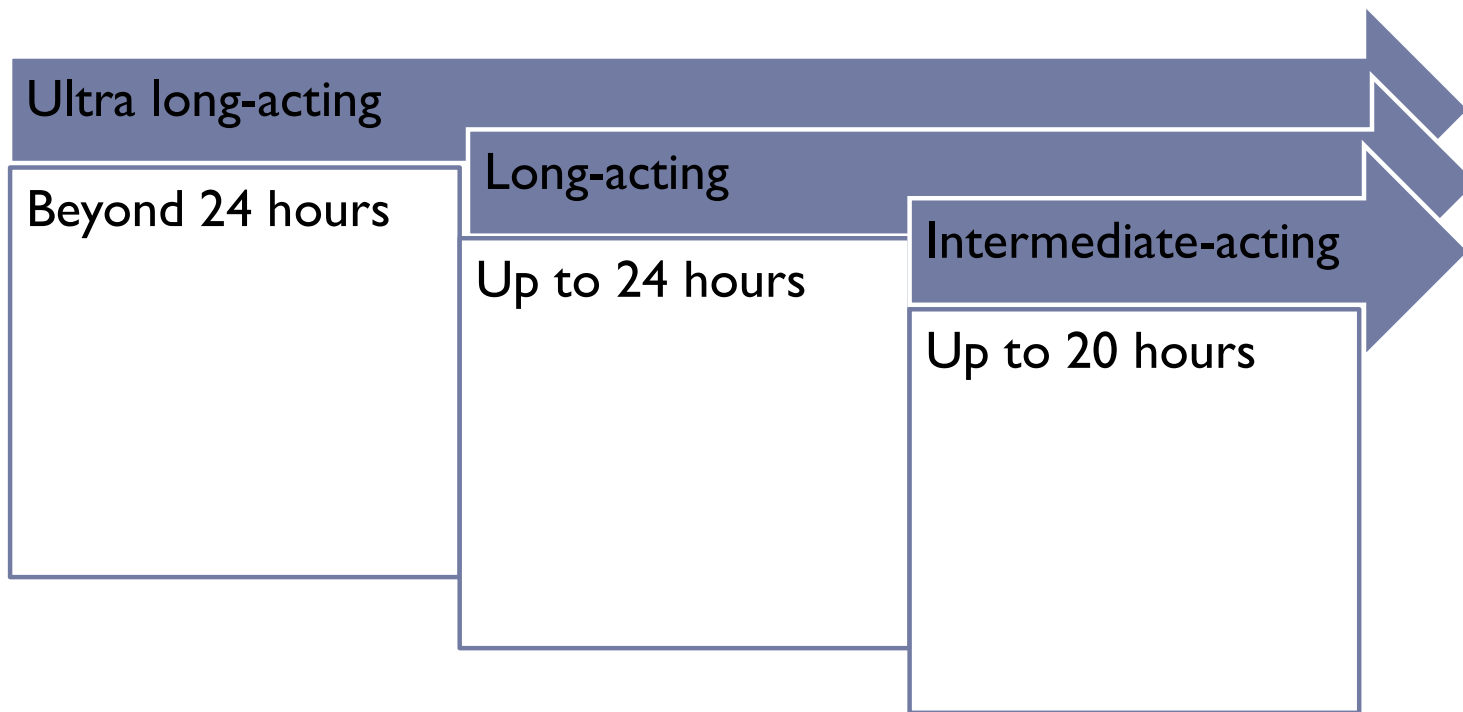 Ultra long-acting
Beyond 24 hours
Long-acting
Up to 24 hours
Intermediate-acting
Up to 20 hours